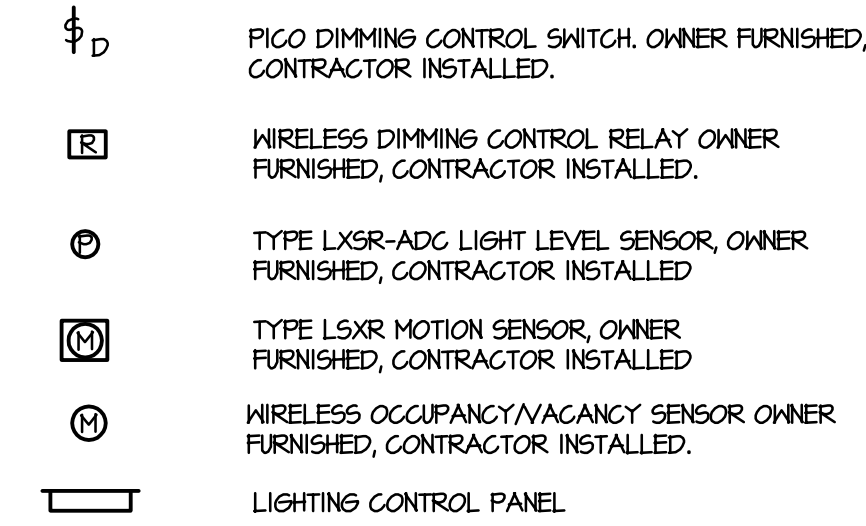 $ D PICO DIMMING CONTROL SWITCH. OWNER FURNISHED,
CONTRACTOR INSTALLED.
R WIRELESS DIMMING CONTROL RELAY OWNER
FURNISHED, CONTRACTOR INSTALLED.
P TYPE LXSR-ADC LIGHT LEVEL SENSOR, OWNER
FURNISHED, CONTRACTOR INSTALLED
M TYPE LSXR MOTION SENSOR, OWNER
FURNISHED, CONTRACTOR INSTALLED
M WIRELESS OCCUPANCY/VACANCY SENSOR OWNER
FURNISHED, CONTRACTOR INSTALLED.
LIGHTING CONTROL PANEL